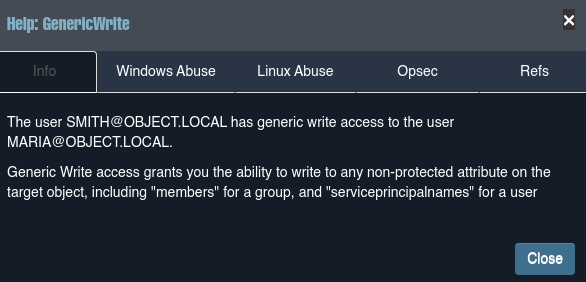 Help: GenericWrite
×
Info
Windows Abuse
Linux Abuse
Opsec
Refs
The user SMITH@OBJECT.LOCAL has generic write access to the user
MARIA@OBJECT.LOCAL.
Generic Write access grants you the ability to write to any non-protected attribute on the
target object, including "members" for a group, and "serviceprincipalnames" for a user
Close